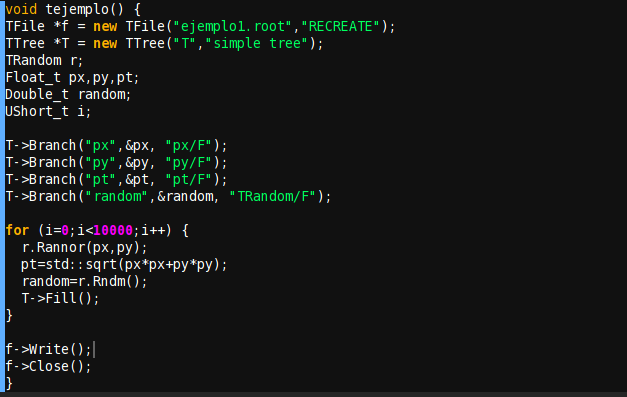 void tejemplo() {
TFile *f = new TFile("ejemplo1.root","RECREATE");
TTree *T = new TTree("T","simple tree");
TRandom r;
Float_t px,py,pt;
Double_t random;
UShort_t i;
T->Branch("px",&px, "px/F");
T->Branch("py",&py, "py/F");
T->Branch("pt",&pt, "pt/F");
T->Branch("random",&random, "TRandom/F");
for (i=0;i<10000;i++) {
  r.Rannor(px,py);
  pt=std::sqrt(px*px+py*py);
  random=r.Rndm();
  T->Fill();
}
f->Write();
f->Close();
}